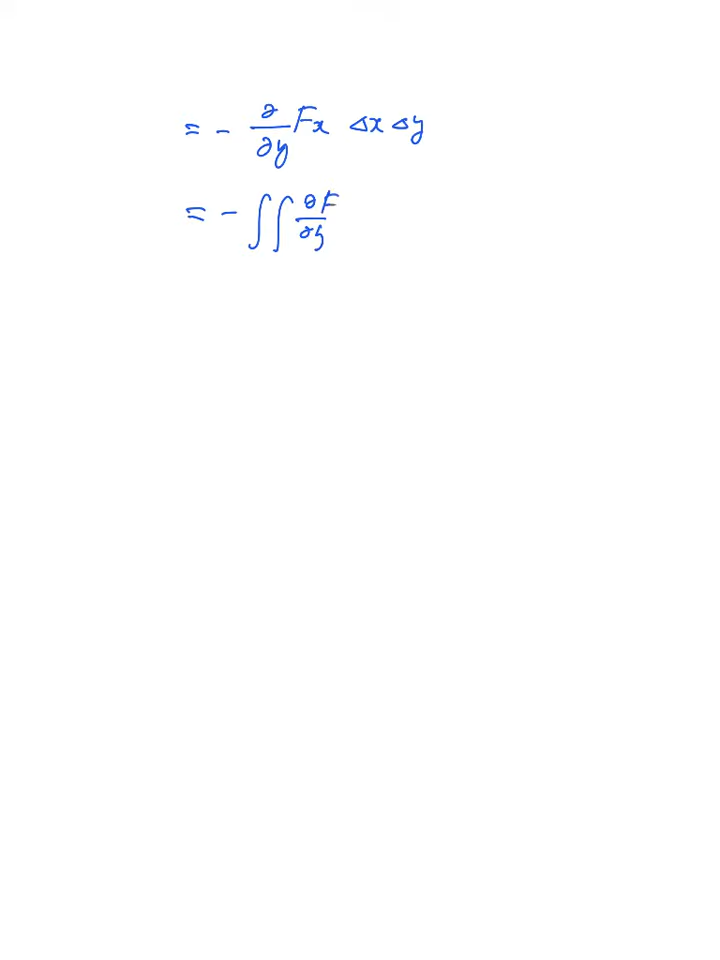 = - ∂/∂y Fx Δx Δy
= - ∫∫ ∂F/∂y